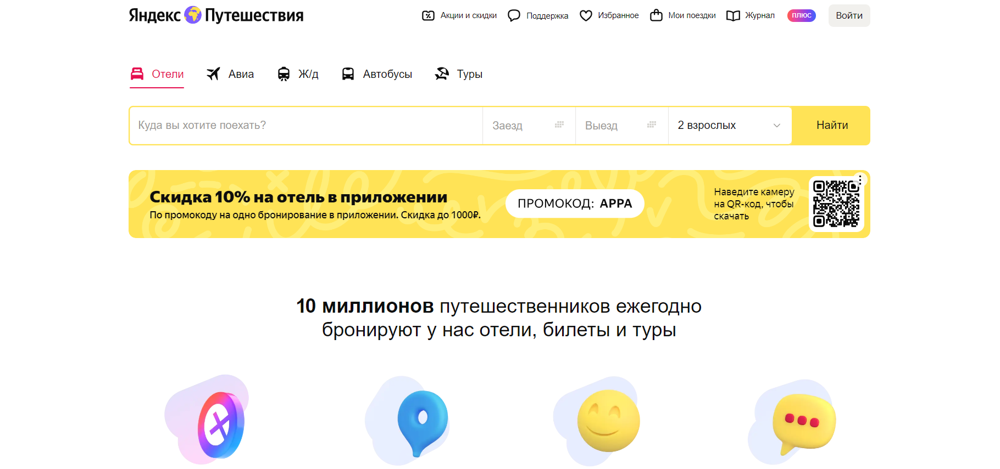 Яндекс Путешествия
Акции и скидки
Поддержка
Избранное
Мои поездки
Журнал
плюс
Войти
Отели
Авиа
Ж/д
Автобусы
Туры
Куда вы хотите поехать?
Заезд
Выезд
2 взрослых
Найти
Скидка 10% на отель в приложении
По промокоду на одно бронирование в приложении. Скидка до 1000₽.
ПРОМОКОД: APPA
Наведите камеру
на QR-код, чтобы
скачать
10 миллионов путешественников ежегодно
бронируют у нас отели, билеты и туры